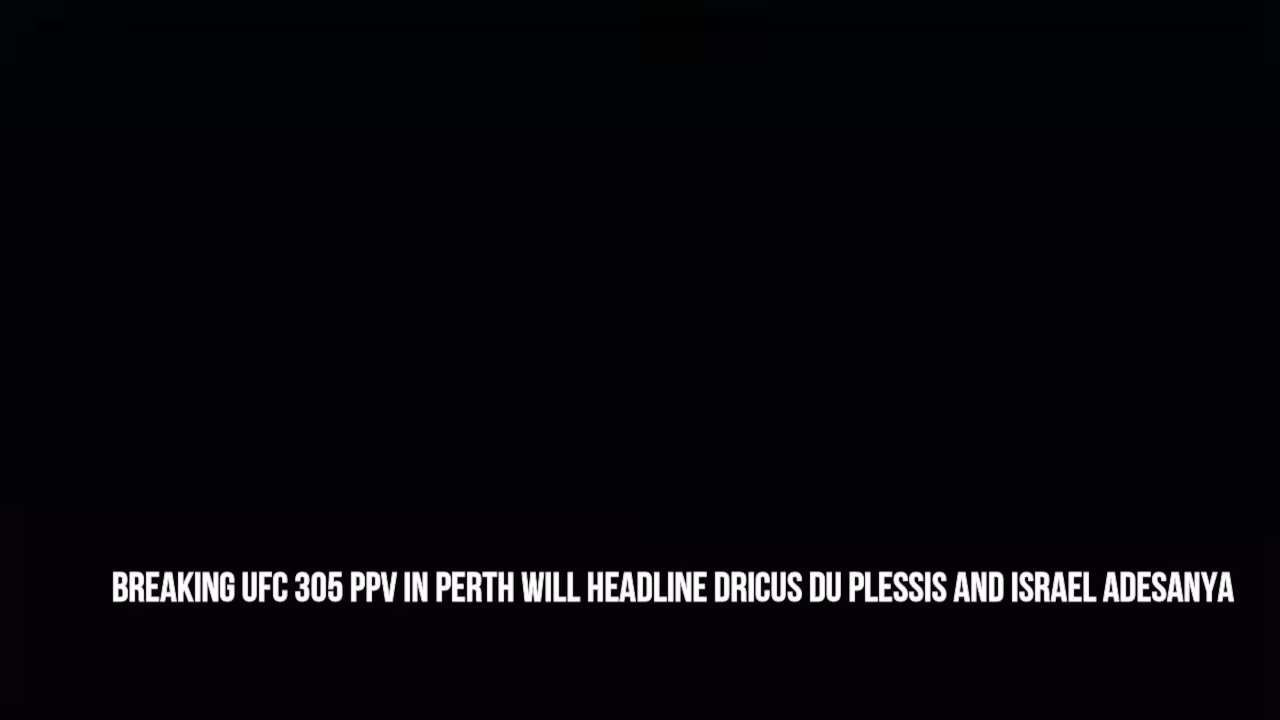 BREAKING UFC 305 PPV IN PERTH WILL HEADLINE DRICUS DU PLESSIS AND ISRAEL ADESANYA